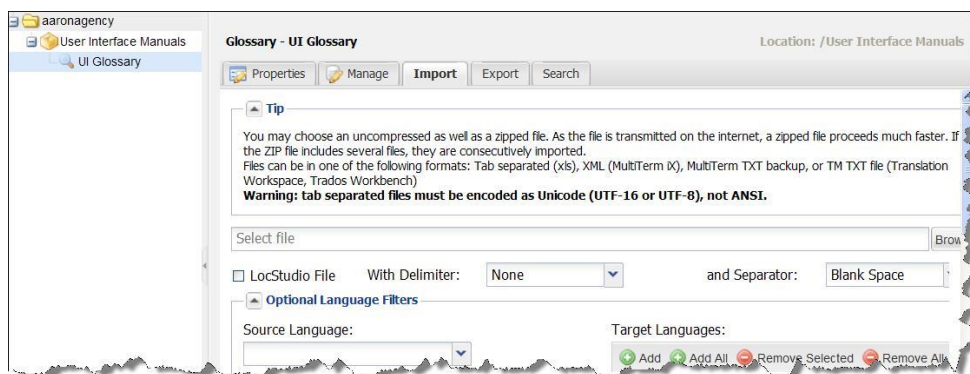 aaronagency
User Interface Manuals
UI Glossary
Glossary - UI Glossary Location: /User Interface Manuals
Properties Manage Import Export Search
Tip
You may choose an uncompressed as well as a zipped file. As the file is transmitted on the internet, a zipped file proceeds much faster. If
the ZIP file includes several files, they are consecutively imported.
Files can be in one of the following formats: Tab separated (xls), XML (MultiTerm iX), MultiTerm TXT backup, or TM TXT file (Translation
Workspace, Trados Workbench)
Warning: tab separated files must be encoded as Unicode (UTF-16 or UTF-8), not ANSI.
Select file Brow
LocStudio File With Delimiter: None and Separator: Blank Space
Optional Language Filters
Source Language: Target Languages:
Add Add All Remove Selected Remove All